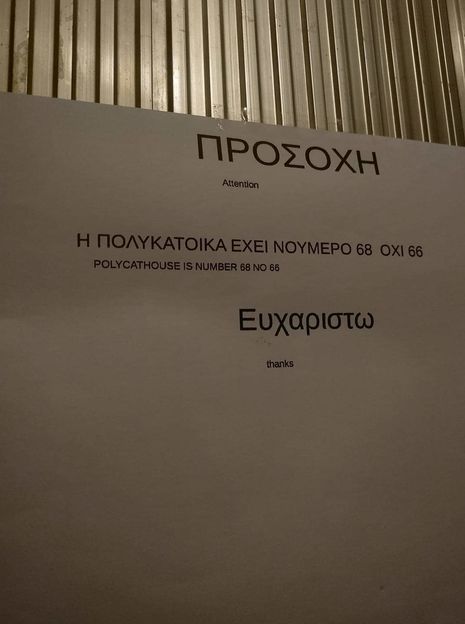 ΠΡΟΣΟΧΗ
Attention
Η ΠΟΛΥΚΑΤΟΙΚΑ ΕΧΕΙ ΝΟΥΜΕΡΟ 68 ΟΧΙ 66
POLYCATHOUSE IS NUMBER 68 NO 66
Ευχαριστω
thanks